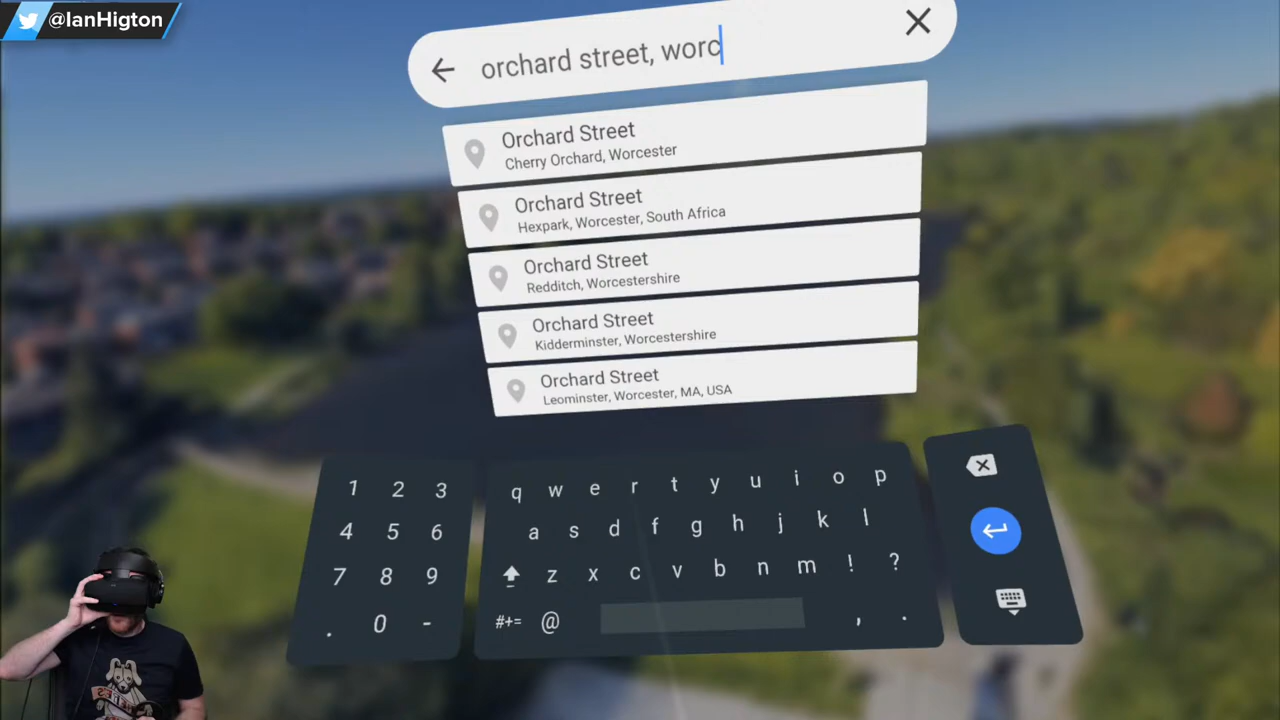 @IanHigton
orchard street, worc
Orchard Street
Cherry Orchard, Worcester
Orchard Street
Hexpark, Worcester, South Africa
Orchard Street
Redditch, Worcestershire
Orchard Street
Kidderminster, Worcestershire
Orchard Street
Leominster, Worcester, MA, USA
1 2 3
4 5 6
7 8 9
. 0 -
q w e r t y u i o p
a s d f g h j k l
z x c v b n m ! ?
#+= @ , .